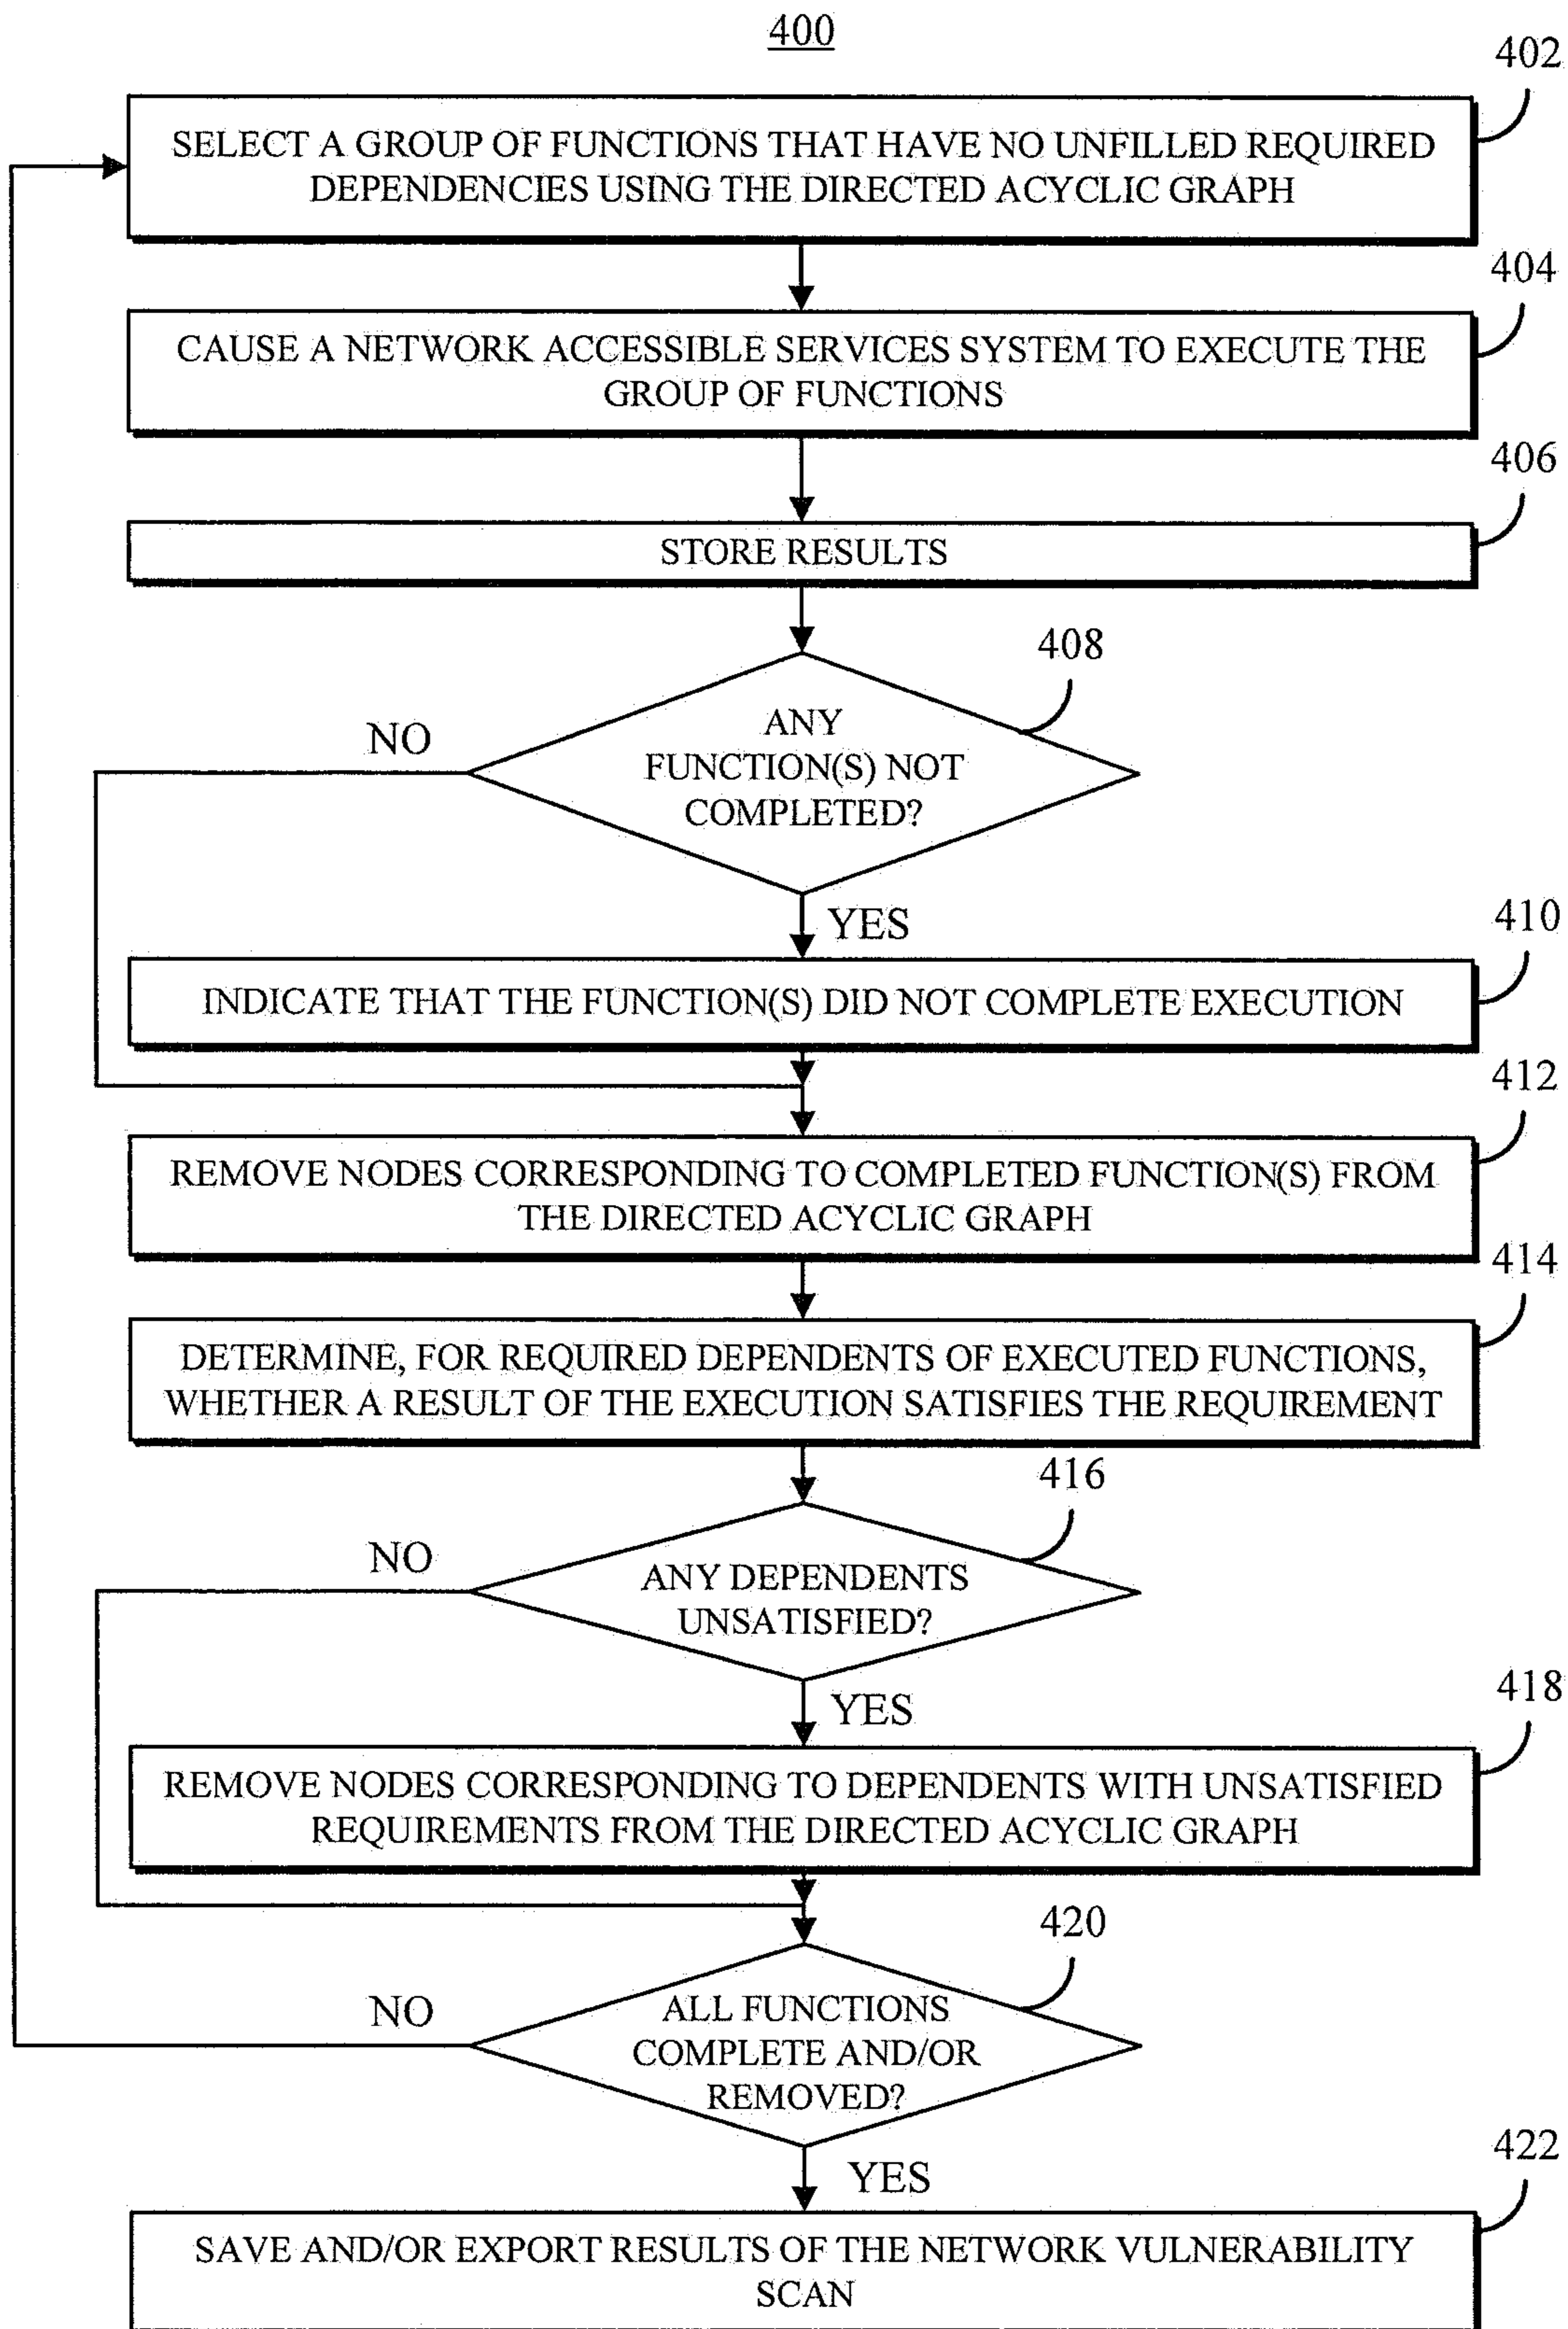 400
402
SELECT A GROUP OF FUNCTIONS THAT HAVE NO UNFILLED REQUIRED
DEPENDENCIES USING THE DIRECTED ACYCLIC GRAPH
404
CAUSE A NETWORK ACCESSIBLE SERVICES SYSTEM TO EXECUTE THE
GROUP OF FUNCTIONS
406
STORE RESULTS
408
ANY
FUNCTION(S) NOT
COMPLETED?
NO
YES
410
INDICATE THAT THE FUNCTION(S) DID NOT COMPLETE EXECUTION
412
REMOVE NODES CORRESPONDING TO COMPLETED FUNCTION(S) FROM
THE DIRECTED ACYCLIC GRAPH
414
DETERMINE, FOR REQUIRED DEPENDENTS OF EXECUTED FUNCTIONS,
WHETHER A RESULT OF THE EXECUTION SATISFIES THE REQUIREMENT
416
NO
ANY DEPENDENTS
UNSATISFIED?
YES
418
REMOVE NODES CORRESPONDING TO DEPENDENTS WITH UNSATISFIED
REQUIREMENTS FROM THE DIRECTED ACYCLIC GRAPH
420
NO
ALL FUNCTIONS
COMPLETE AND/OR
REMOVED?
YES
422
SAVE AND/OR EXPORT RESULTS OF THE NETWORK VULNERABILITY
SCAN